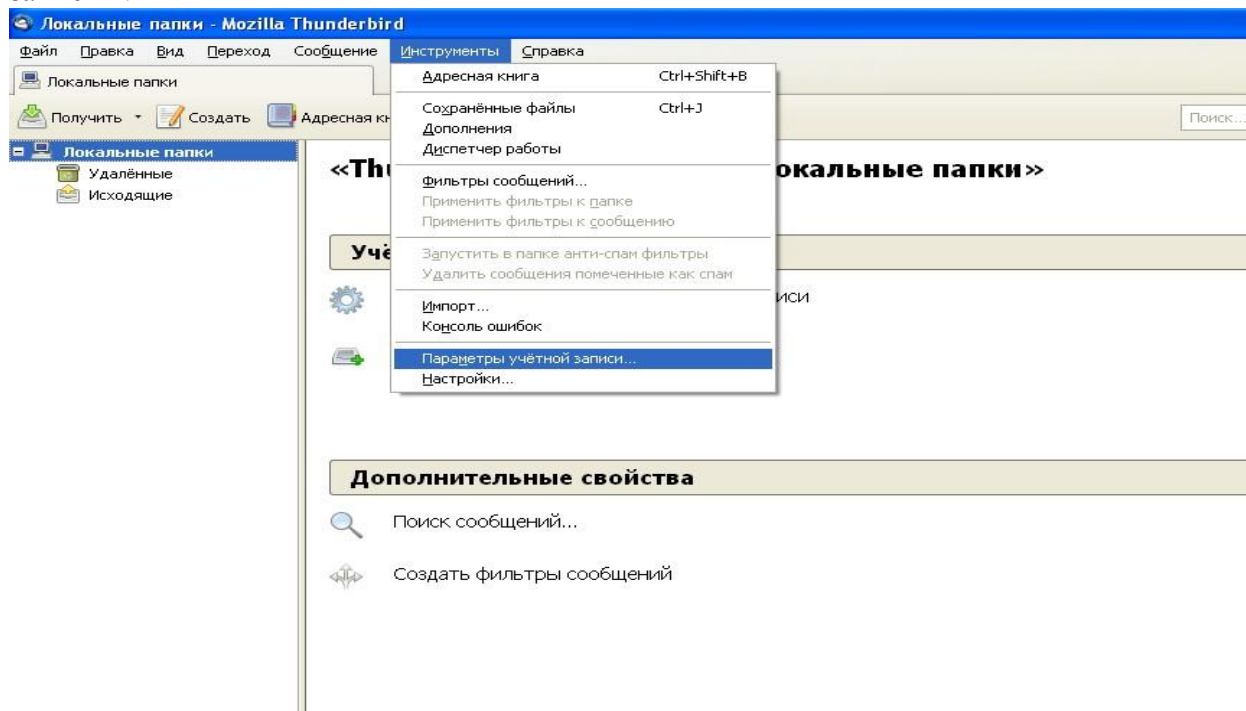 Локальные папки - Mozilla Thunderbird
Файл Правка Вид Переход Сообщение Инструменты Справка
Локальные папки
Получить Создать Адресная кн
Поиск...
Локальные папки
Удалённые
Исходящие
Адресная книга Ctrl+Shift+B
Сохранённые файлы Ctrl+J
Дополнения
Диспетчер работы
Фильтры сообщений...
Применить фильтры к папке
Применить фильтры к сообщению
Запустить в папке анти-спам фильтры
Удалить сообщения помеченные как спам
Импорт...
Консоль ошибок
Параметры учётной записи...
Настройки...
«Thu окальные папки»
Учё
иси
Дополнительные свойства
Поиск сообщений...
Создать фильтры сообщений